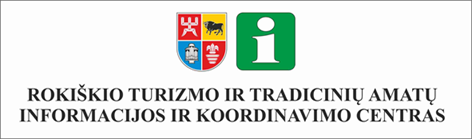 i
ROKIŠKIO TURIZMO IR TRADICINIŲ AMATŲ
INFORMACIJOS IR KOORDINAVIMO CENTRAS